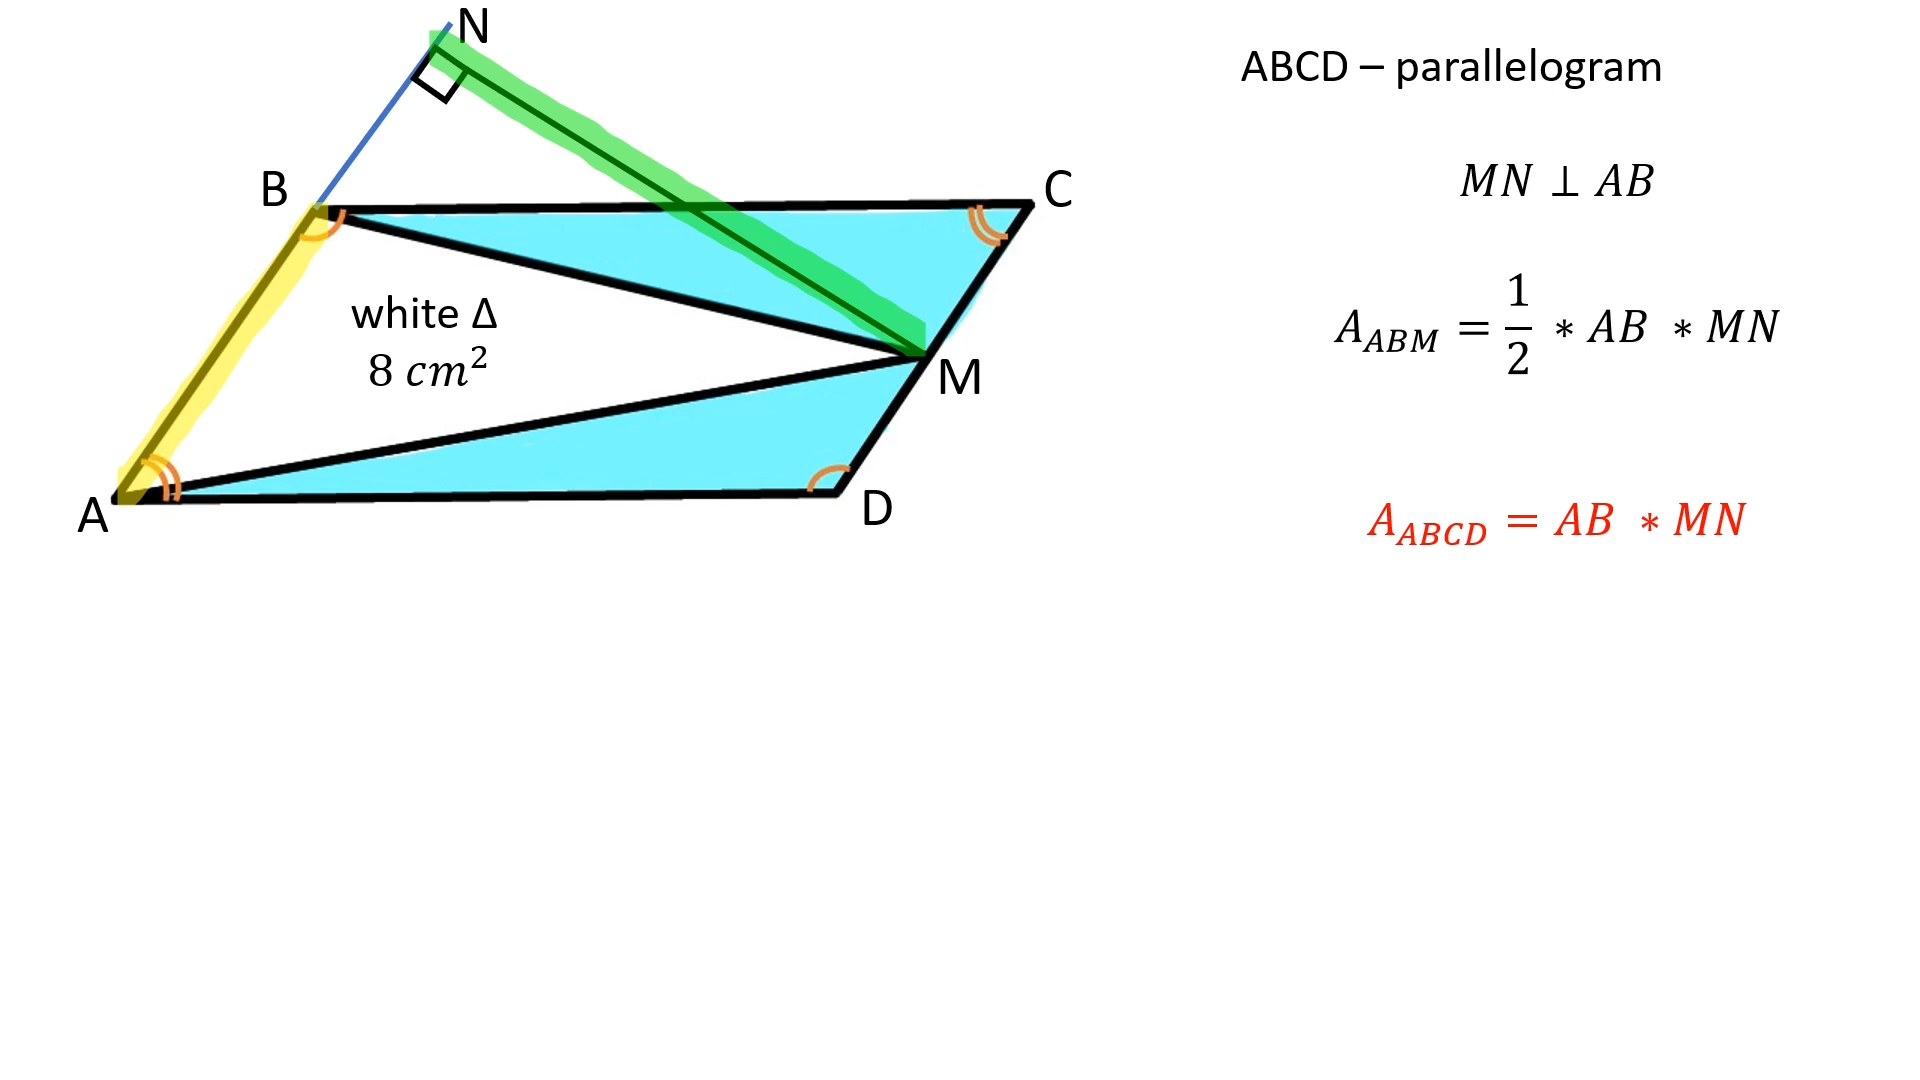 N
ABCD – parallelogram
B
C
MN ⊥ AB
white Δ
8 cm²
A_ABM = 1/2 * AB * MN
M
A
D
A_ABCD = AB * MN